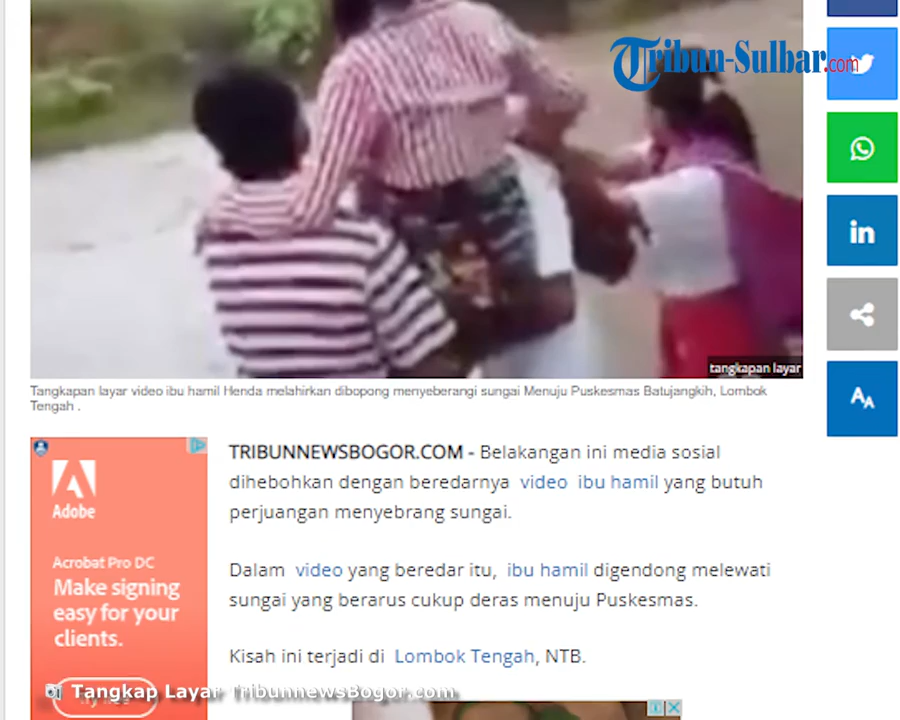 Tribun-Sulbar.com
tangkapan layar
Tangkapan layar video ibu hamil Henda melahirkan dibopong menyeberangi sungai Menuju Puskesmas Batujangkih, Lombok
Tengah .
in
AA
Adobe
Acrobat Pro DC
Make signing
easy for your
clients.
TRIBUNNEWSBOGOR.COM - Belakangan ini media sosial
dihebohkan dengan beredarnya video ibu hamil yang butuh
perjuangan menyebrang sungai.
Dalam video yang beredar itu, ibu hamil digendong melewati
sungai yang berarus cukup deras menuju Puskesmas.
Kisah ini terjadi di Lombok Tengah, NTB.
Tangkap Layar TribunnewsBogor.com